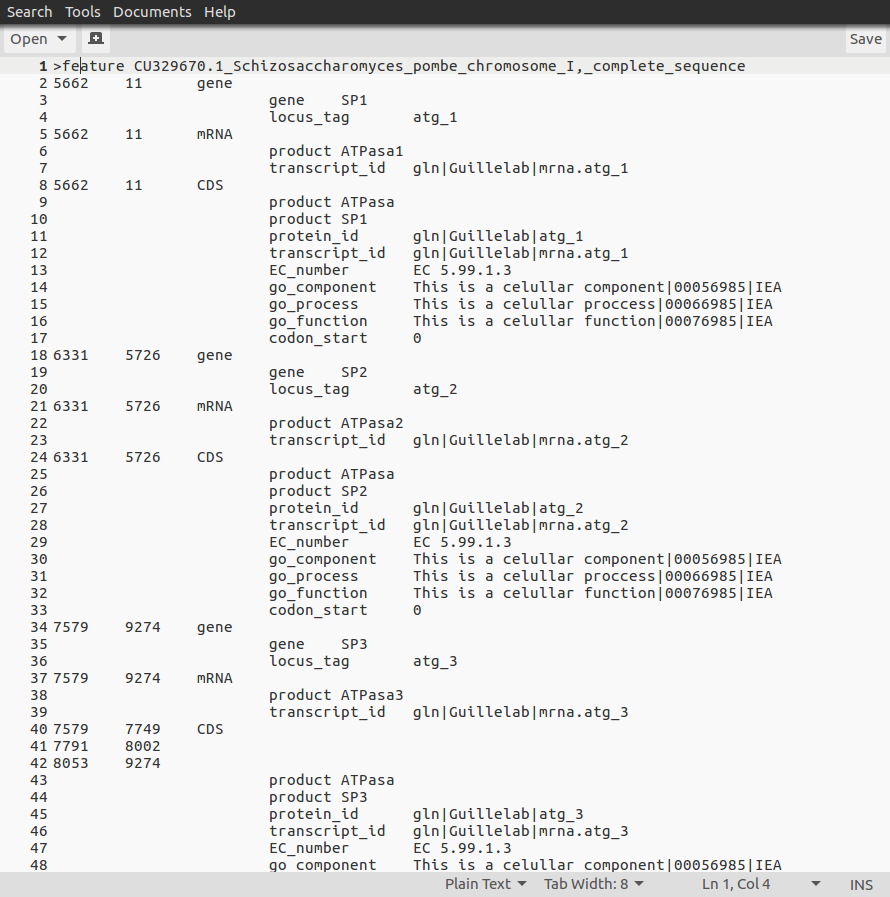 Search Tools Documents Help
Open Save
1 >feature CU329670.1_Schizosaccharomyces_pombe_chromosome_I,_complete_sequence
2 5662 11 gene
3 gene SP1
4 locus_tag atg_1
5 5662 11 mRNA
6 product ATPasa1
7 transcript_id gln|Guillelab|mrna.atg_1
8 5662 11 CDS
9 product ATPasa
10 product SP1
11 protein_id gln|Guillelab|atg_1
12 transcript_id gln|Guillelab|mrna.atg_1
13 EC_number EC 5.99.1.3
14 go_component This is a celullar component|00056985|IEA
15 go_process This is a celullar proccess|00066985|IEA
16 go_function This is a celullar function|00076985|IEA
17 codon_start 0
18 6331 5726 gene
19 gene SP2
20 locus_tag atg_2
21 6331 5726 mRNA
22 product ATPasa2
23 transcript_id gln|Guillelab|mrna.atg_2
24 6331 5726 CDS
25 product ATPasa
26 product SP2
27 protein_id gln|Guillelab|atg_2
28 transcript_id gln|Guillelab|mrna.atg_2
29 EC_number EC 5.99.1.3
30 go_component This is a celullar component|00056985|IEA
31 go_process This is a celullar proccess|00066985|IEA
32 go_function This is a celullar function|00076985|IEA
33 codon_start 0
34 7579 9274 gene
35 gene SP3
36 locus_tag atg_3
37 7579 9274 mRNA
38 product ATPasa3
39 transcript_id gln|Guillelab|mrna.atg_3
40 7579 7749 CDS
41 7791 8002
42 8053 9274
43 product ATPasa
44 product SP3
45 protein_id gln|Guillelab|atg_3
46 transcript_id gln|Guillelab|mrna.atg_3
47 EC_number EC 5.99.1.3
48 go_component This is a celullar component|00056985|IEA
Plain Text Tab Width: 8 Ln 1, Col 4 INS